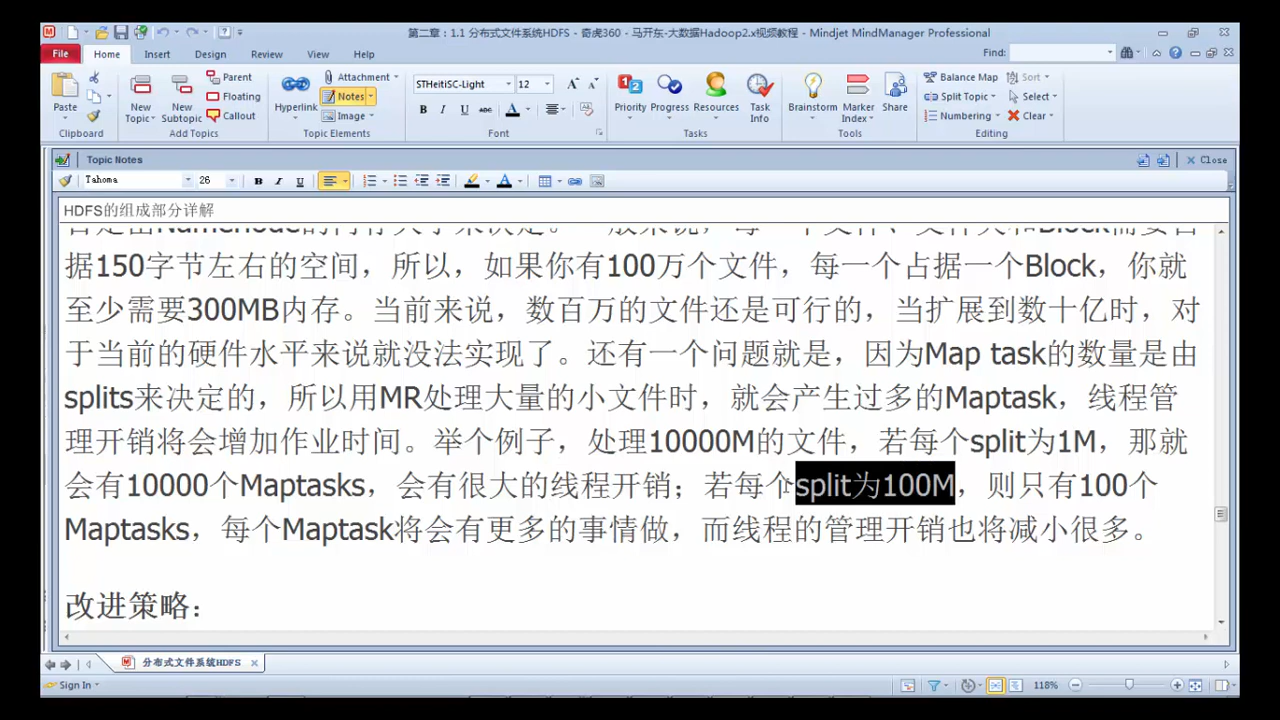 第二章：1.1 分布式文件系统HDFS - 奇虎360 - 马开东-大数据Hadoop2.x视频教程 - Mindjet MindManager Professional
File Home Insert Design Review View Help Find:
Paste
Clipboard
New Topic New Subtopic Parent Floating Callout
Add Topics
Hyperlink Attachment Notes Image
Topic Elements
STHeitiSC-Light 12
B I U abc A
Font
Priority Progress Resources Task Info
Tasks
Brainstorm Marker Index Share
Tools
Balance Map Sort Split Topic Select Numbering Clear
Editing
Topic Notes Close
Tahoma 26 B I U A
HDFS的组成部分详解
据150字节左右的空间，所以，如果你有100万个文件，每一个占据一个Block，你就
至少需要300MB内存。当前来说，数百万的文件还是可行的，当扩展到数十亿时，对
于当前的硬件水平来说就没法实现了。还有一个问题就是，因为Map task的数量是由
splits来决定的，所以用MR处理大量的小文件时，就会产生过多的Maptask，线程管
理开销将会增加作业时间。举个例子，处理10000M的文件，若每个split为1M，那就
会有10000个Maptasks，会有很大的线程开销；若每个split为100M，则只有100个
Maptasks，每个Maptask将会有更多的事情做，而线程的管理开销也将减小很多。
改进策略：
分布式文件系统HDFS
Sign In 118%